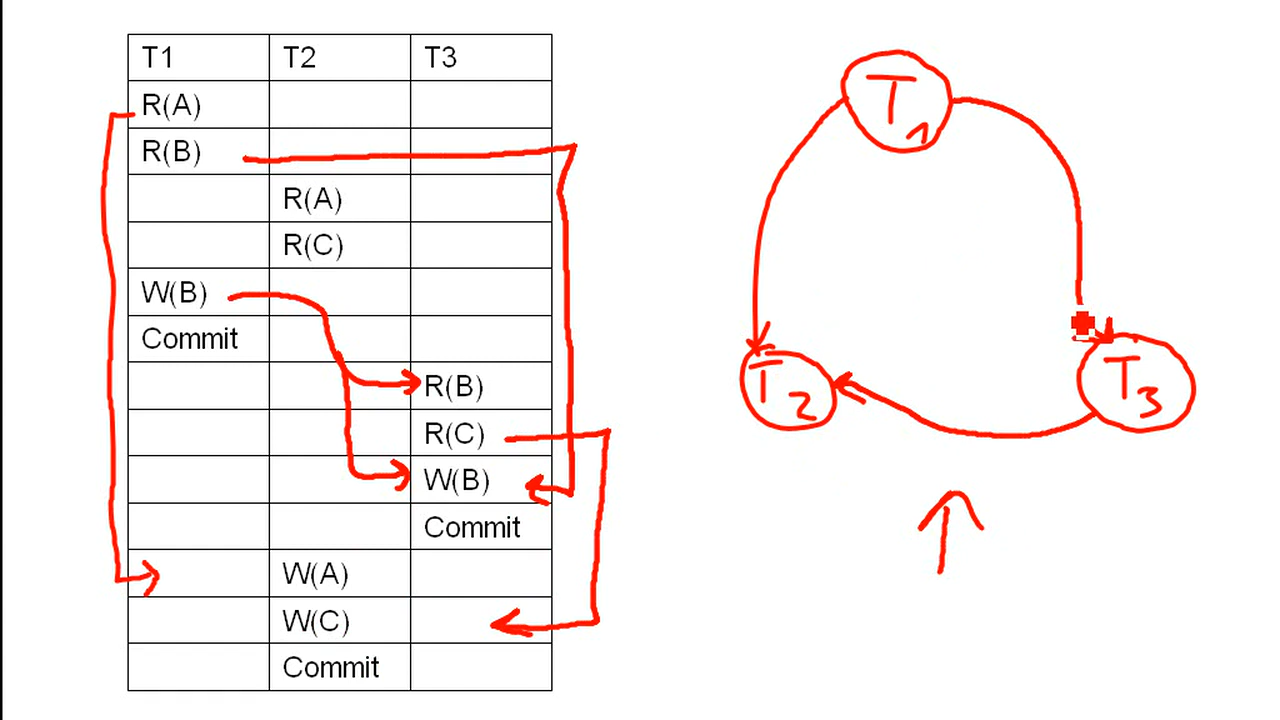 T1 T2 T3
R(A)
R(B)
R(A)
R(C)
W(B)
Commit
R(B)
R(C)
W(B)
Commit
W(A)
W(C)
Commit
T1
T2
T3